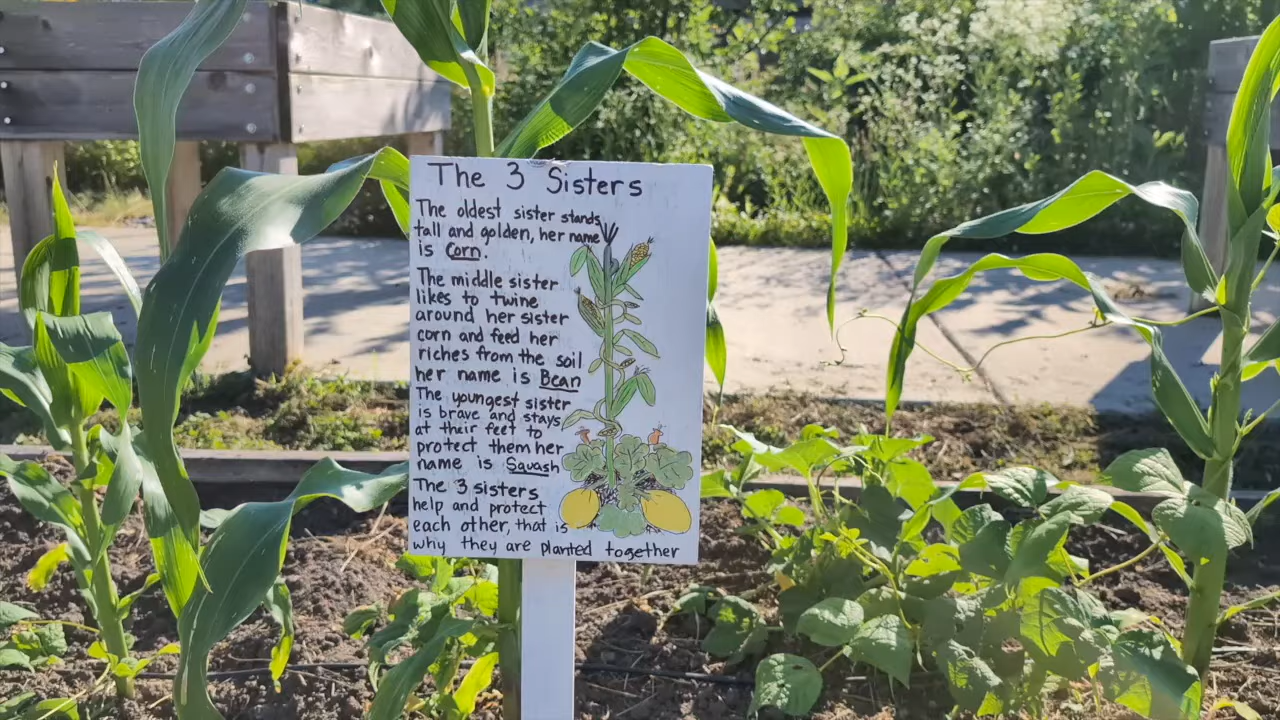 The 3 Sisters
The oldest sister stands
tall and golden, her name
is Corn.
The middle sister
likes to twine
around her sister
corn and feed her
riches from the soil
her name is Bean
The youngest sister
is brave and stays
at their feet to
protect them her
name is Squash
The 3 sisters
help and protect
each other, that is
why they are planted together